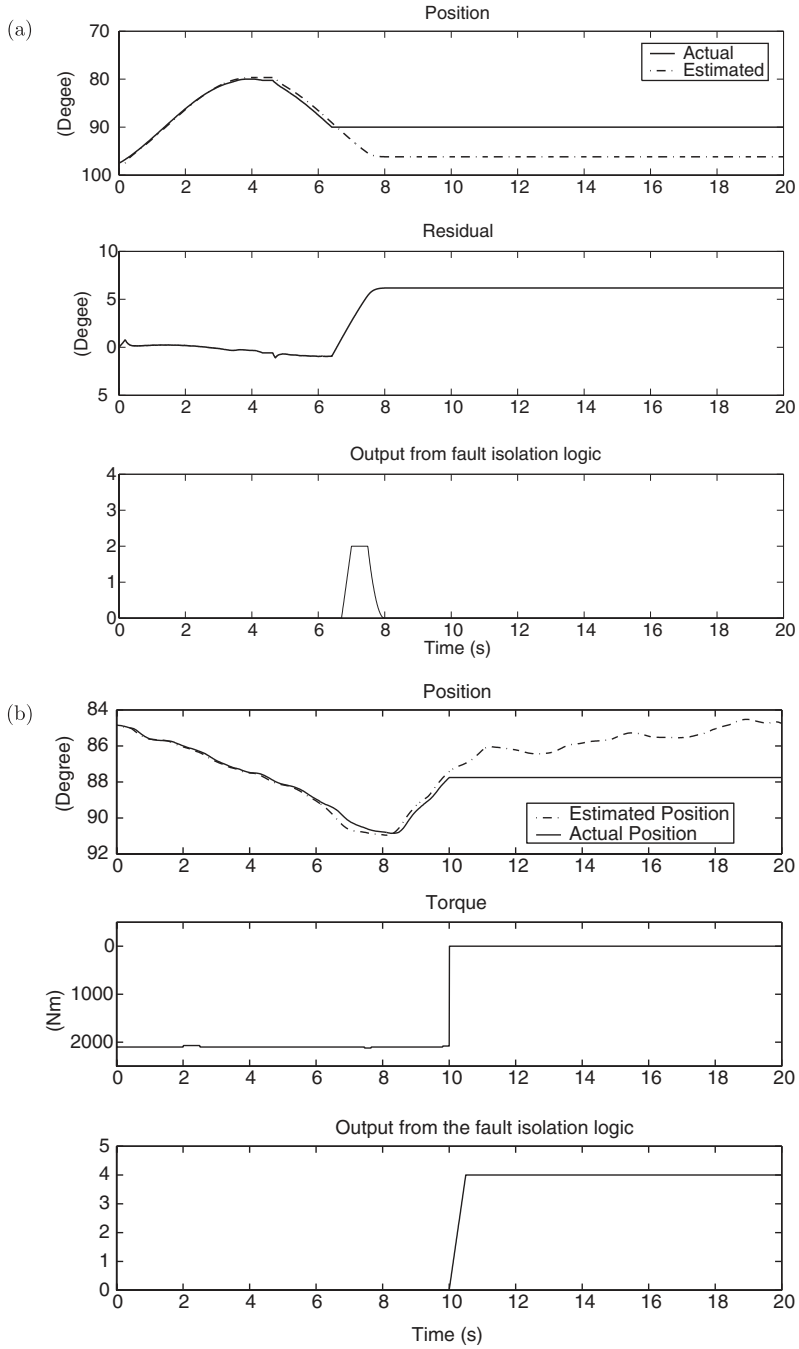 (a)
Position
70
80
90
100
(Degee)
Actual
Estimated
0 2 4 6 8 10 12 14 16 18 20
Residual
10
5
0
5
(Degree)
0 2 4 6 8 10 12 14 16 18 20
Output from fault isolation logic
4
3
2
1
0
0 2 4 6 8 10 12 14 16 18 20
Time (s)
(b)
Position
84
86
88
90
92
(Degree)
Estimated Position
Actual Position
0 2 4 6 8 10 12 14 16 18 20
Torque
0
1000
2000
(Nm)
0 2 4 6 8 10 12 14 16 18 20
Output from the fault isolation logic
5
4
3
2
1
0
0 2 4 6 8 10 12 14 16 18 20
Time (s)